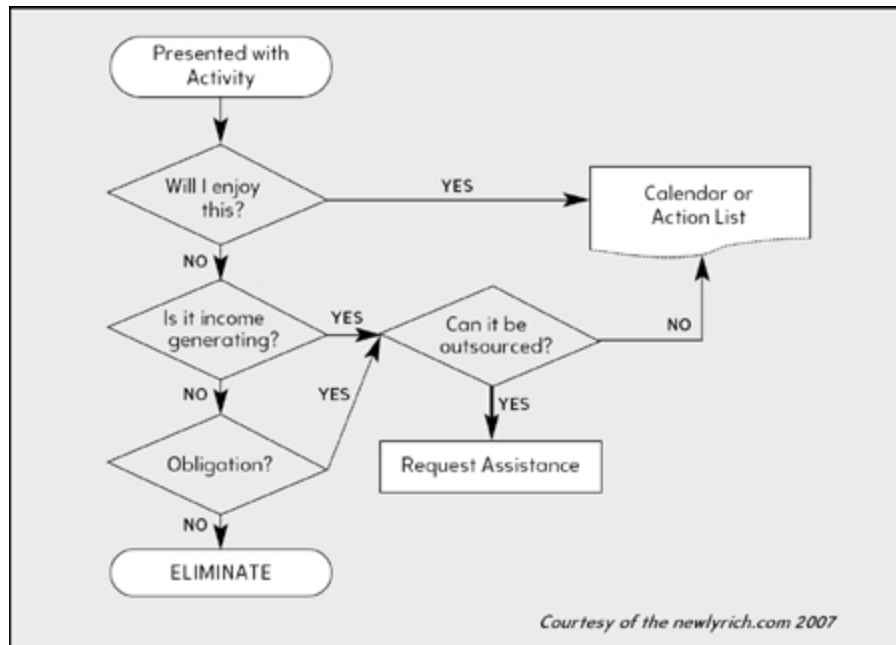 Presented with
Activity
Will I enjoy
this?
YES
Calendar or
Action List
NO
Is it income
generating?
YES
Can it be
outsourced?
NO
NO
YES
YES
Obligation?
Request Assistance
NO
ELIMINATE
Courtesy of the newlyrich.com 2007